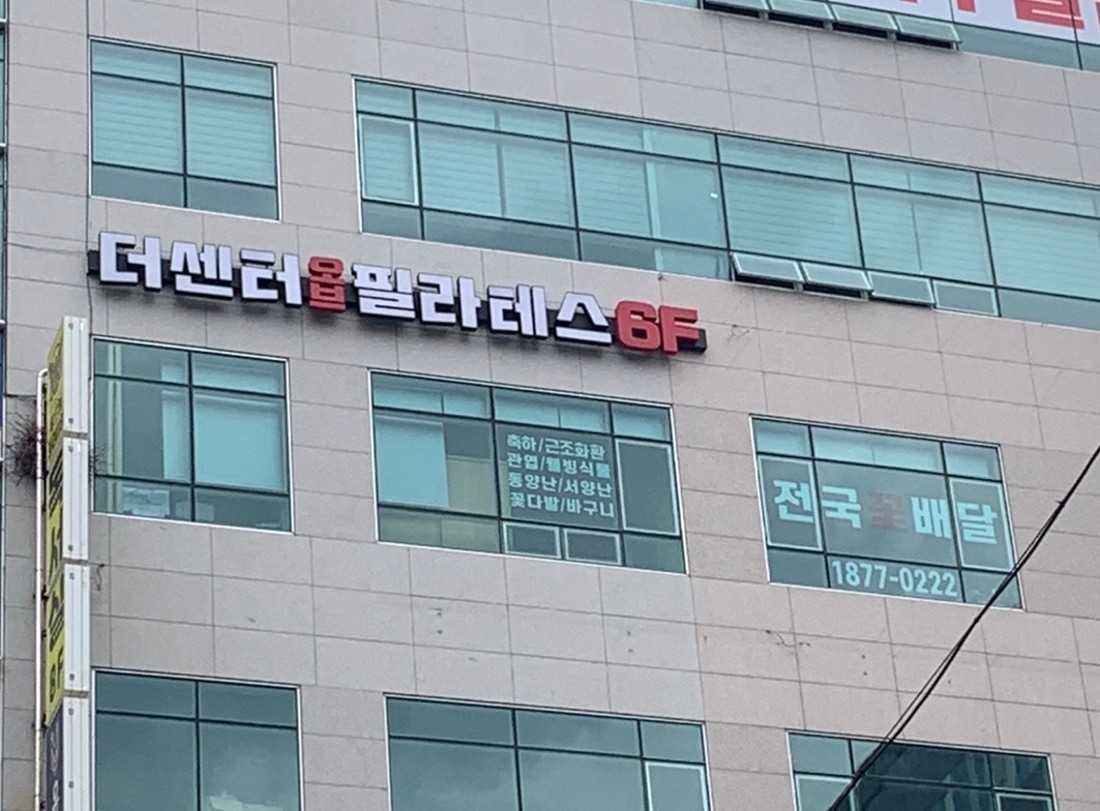 더센터옵필라테스6F
축하/근조화환
관엽/웰빙식물
동양난/서양난
꽃다발/바구니
전국꽃배달
1877-0222